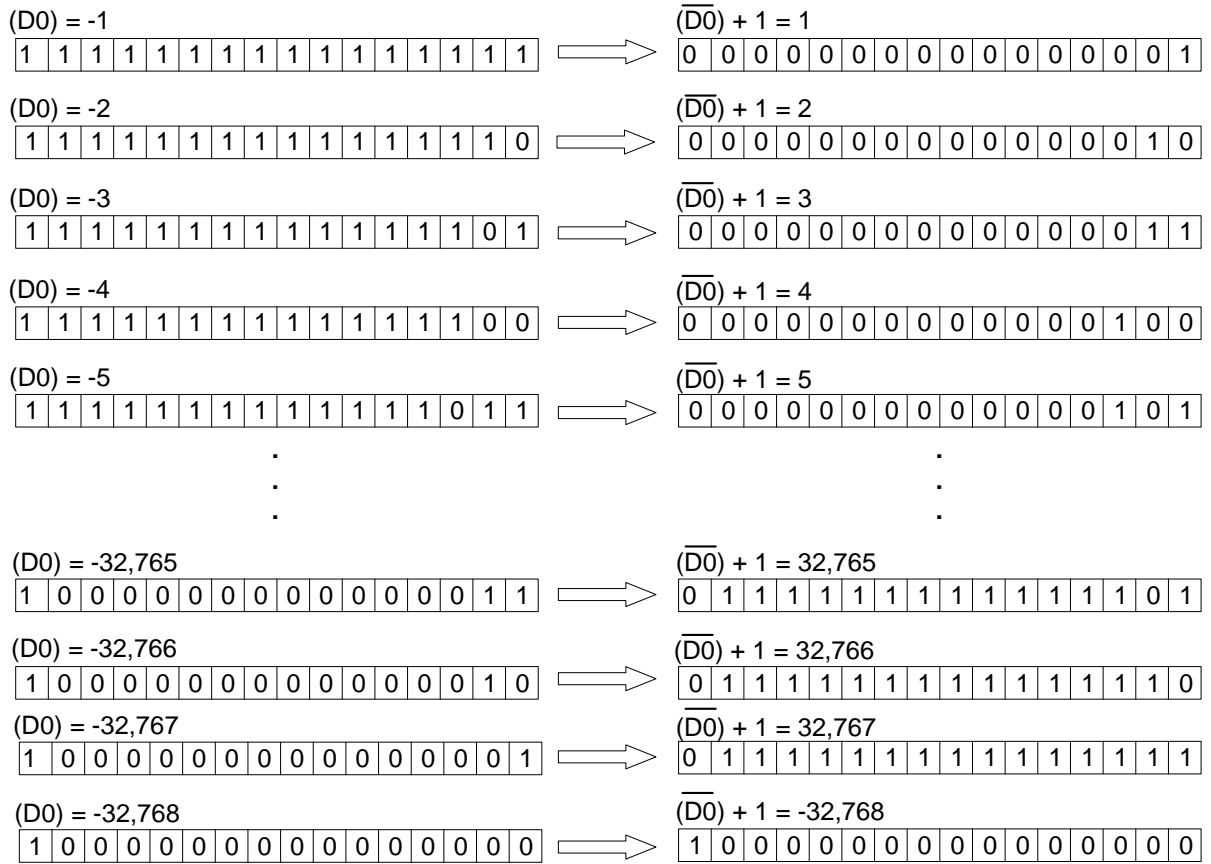 (D0) = -1 (D̅0̅) + 1 = 1
1 1 1 1 1 1 1 1 1 1 1 1 1 1 1 1 0 0 0 0 0 0 0 0 0 0 0 0 0 0 0 1
(D0) = -2 (D̅0̅) + 1 = 2
1 1 1 1 1 1 1 1 1 1 1 1 1 1 1 0 0 0 0 0 0 0 0 0 0 0 0 0 0 0 1 0
(D0) = -3 (D̅0̅) + 1 = 3
1 1 1 1 1 1 1 1 1 1 1 1 1 1 0 1 0 0 0 0 0 0 0 0 0 0 0 0 0 0 1 1
(D0) = -4 (D̅0̅) + 1 = 4
1 1 1 1 1 1 1 1 1 1 1 1 1 1 0 0 0 0 0 0 0 0 0 0 0 0 0 0 0 1 0 0
(D0) = -5 (D̅0̅) + 1 = 5
1 1 1 1 1 1 1 1 1 1 1 1 1 0 1 1 0 0 0 0 0 0 0 0 0 0 0 0 0 1 0 1
. .
. .
. .
(D0) = -32,765 (D̅0̅) + 1 = 32,765
1 0 0 0 0 0 0 0 0 0 0 0 0 0 1 1 0 1 1 1 1 1 1 1 1 1 1 1 1 1 0 1
(D0) = -32,766 (D̅0̅) + 1 = 32,766
1 0 0 0 0 0 0 0 0 0 0 0 0 0 1 0 0 1 1 1 1 1 1 1 1 1 1 1 1 1 1 0
(D0) = -32,767 (D̅0̅) + 1 = 32,767
1 0 0 0 0 0 0 0 0 0 0 0 0 0 0 1 0 1 1 1 1 1 1 1 1 1 1 1 1 1 1 1
(D0) = -32,768 (D̅0̅) + 1 = -32,768
1 0 0 0 0 0 0 0 0 0 0 0 0 0 0 0 1 0 0 0 0 0 0 0 0 0 0 0 0 0 0 0